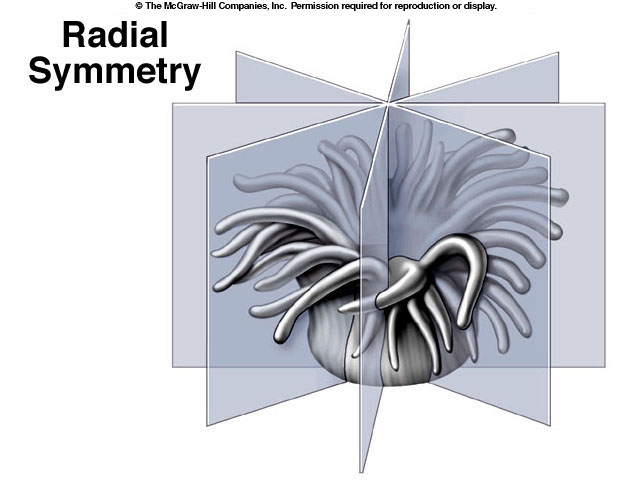 © The McGraw-Hill Companies, Inc. Permission required for reproduction or display.
Radial
Symmetry